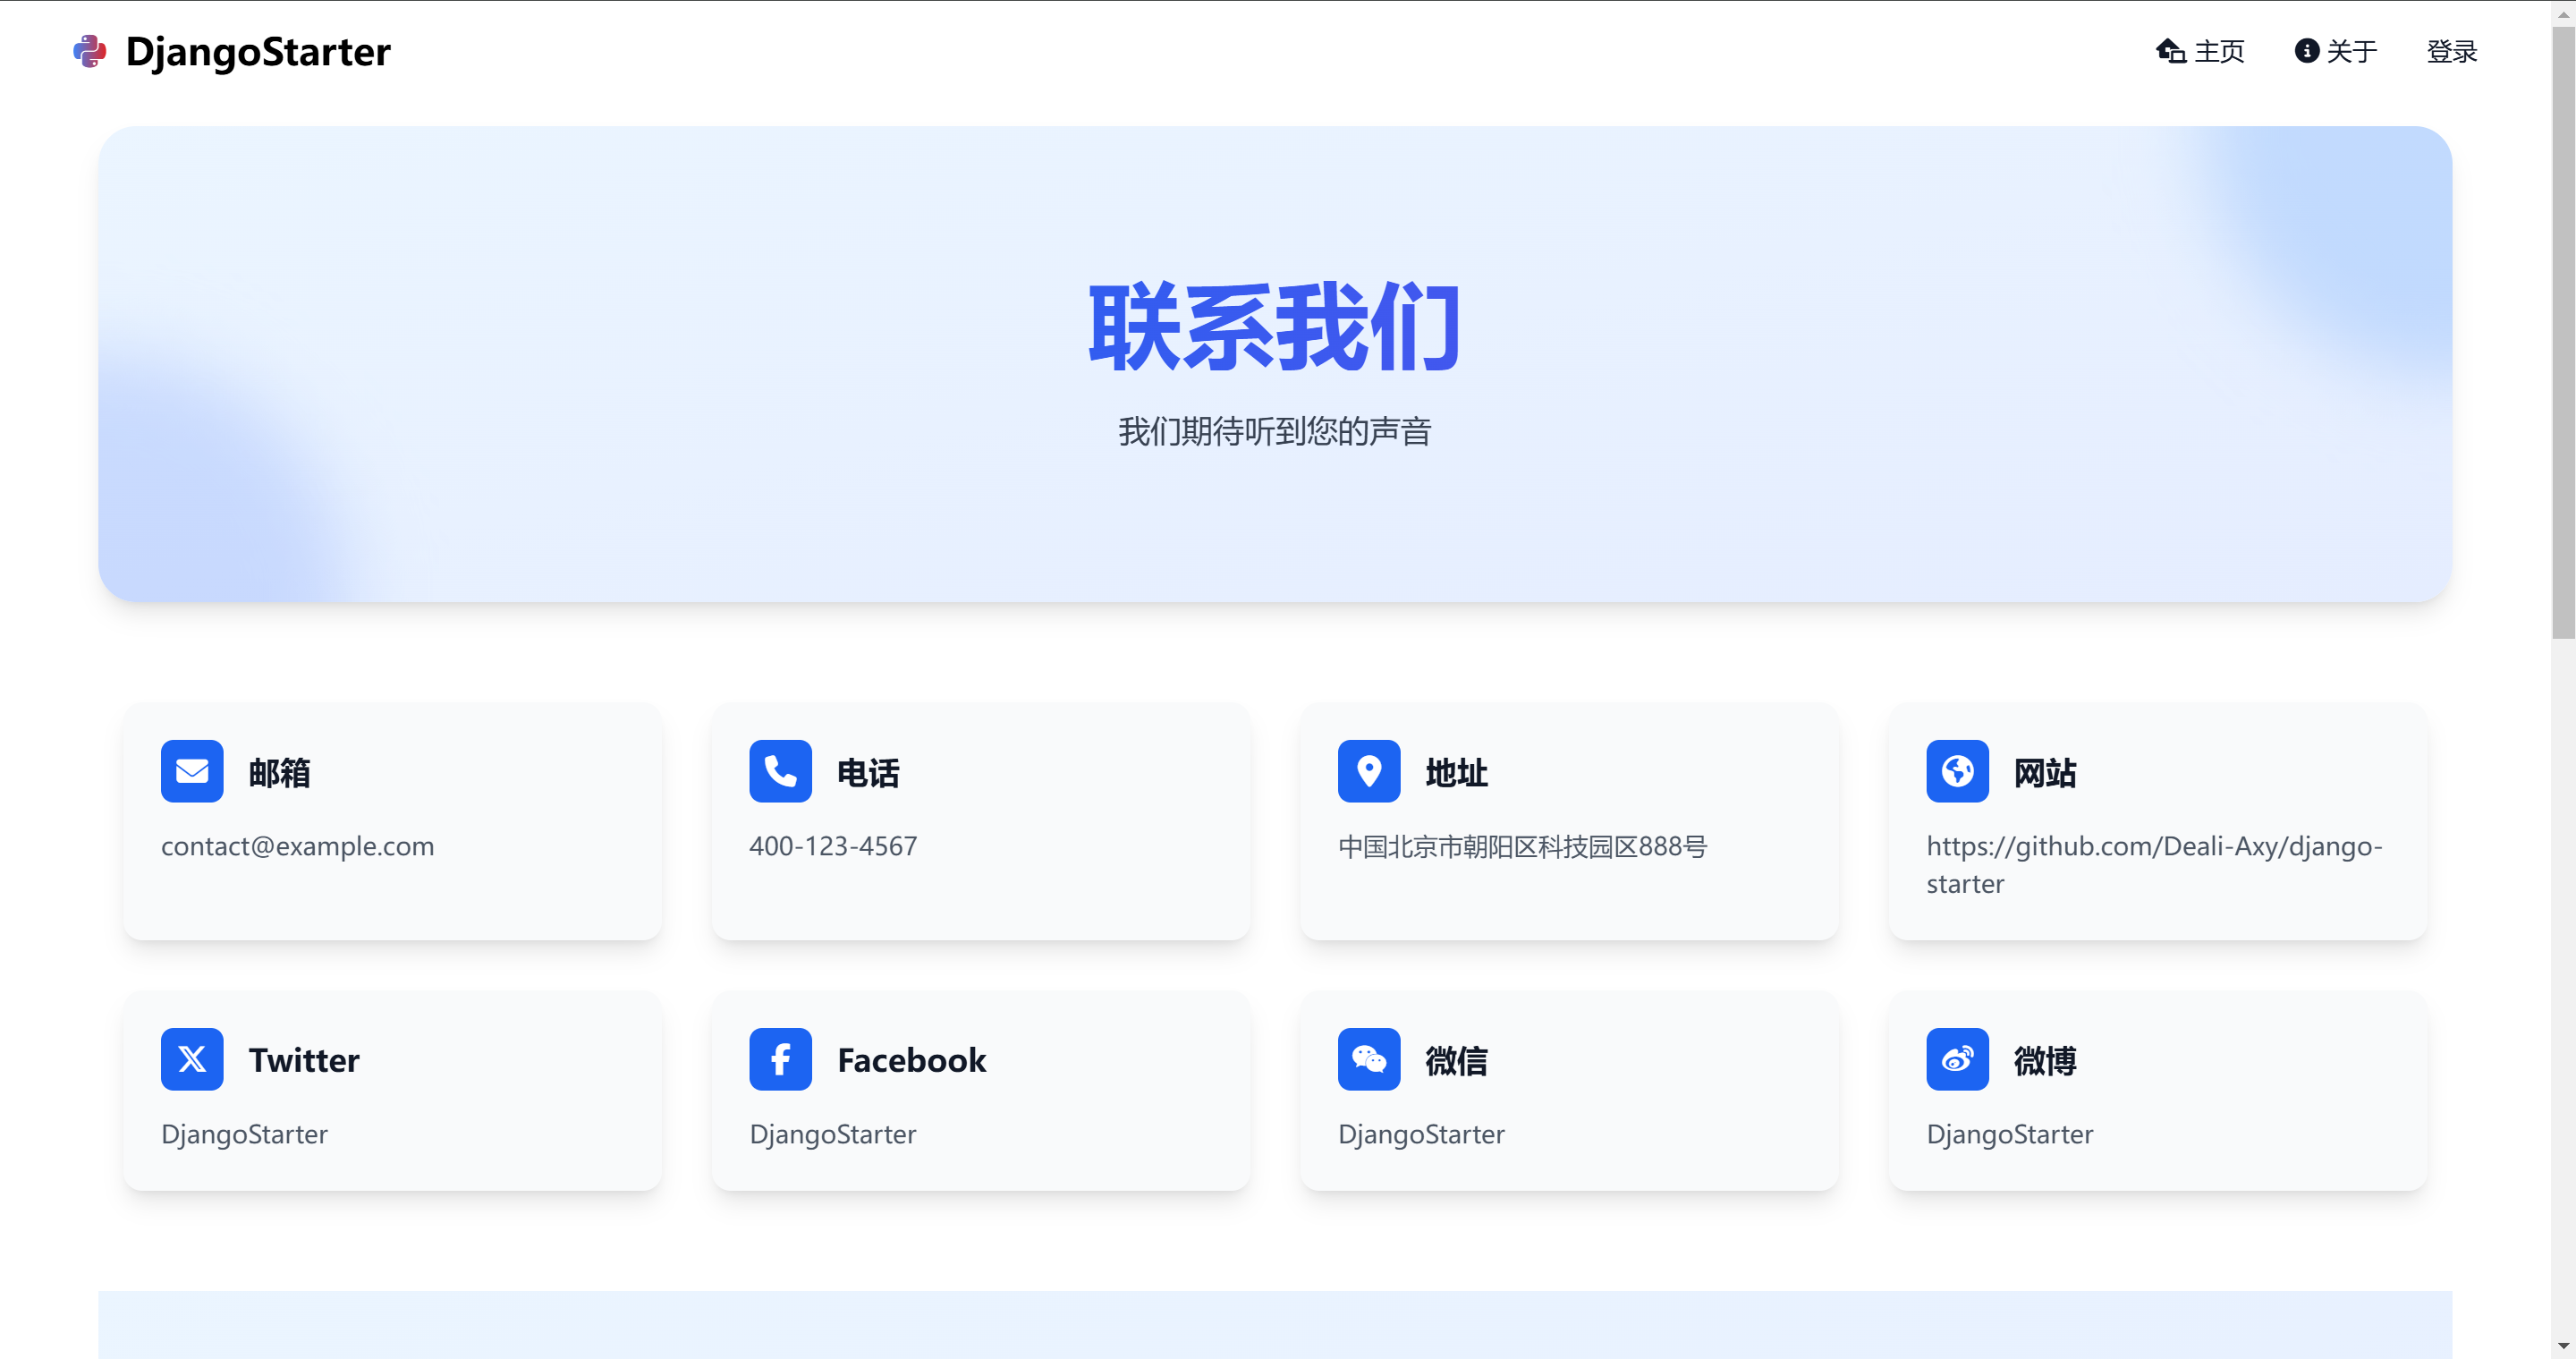 DjangoStarter
主页
关于
登录
联系我们
我们期待听到您的声音
邮箱
contact@example.com
电话
400-123-4567
地址
中国北京市朝阳区科技园区888号
网站
https://github.com/Deali-Axy/django-
starter
Twitter
DjangoStarter
Facebook
DjangoStarter
微信
DjangoStarter
微博
DjangoStarter